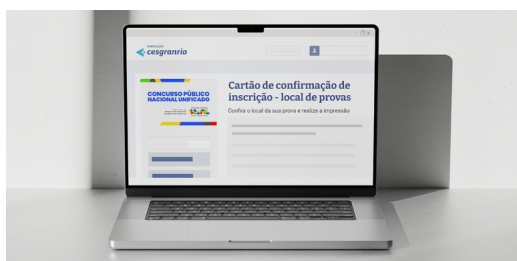 FUNDAÇÃO
cesgranrio
CONCURSO PÚBLICO
NACIONAL UNIFICADO
Cartão de confirmação de
inscrição - local de provas
Confira o local da sua prova e realize a impressão